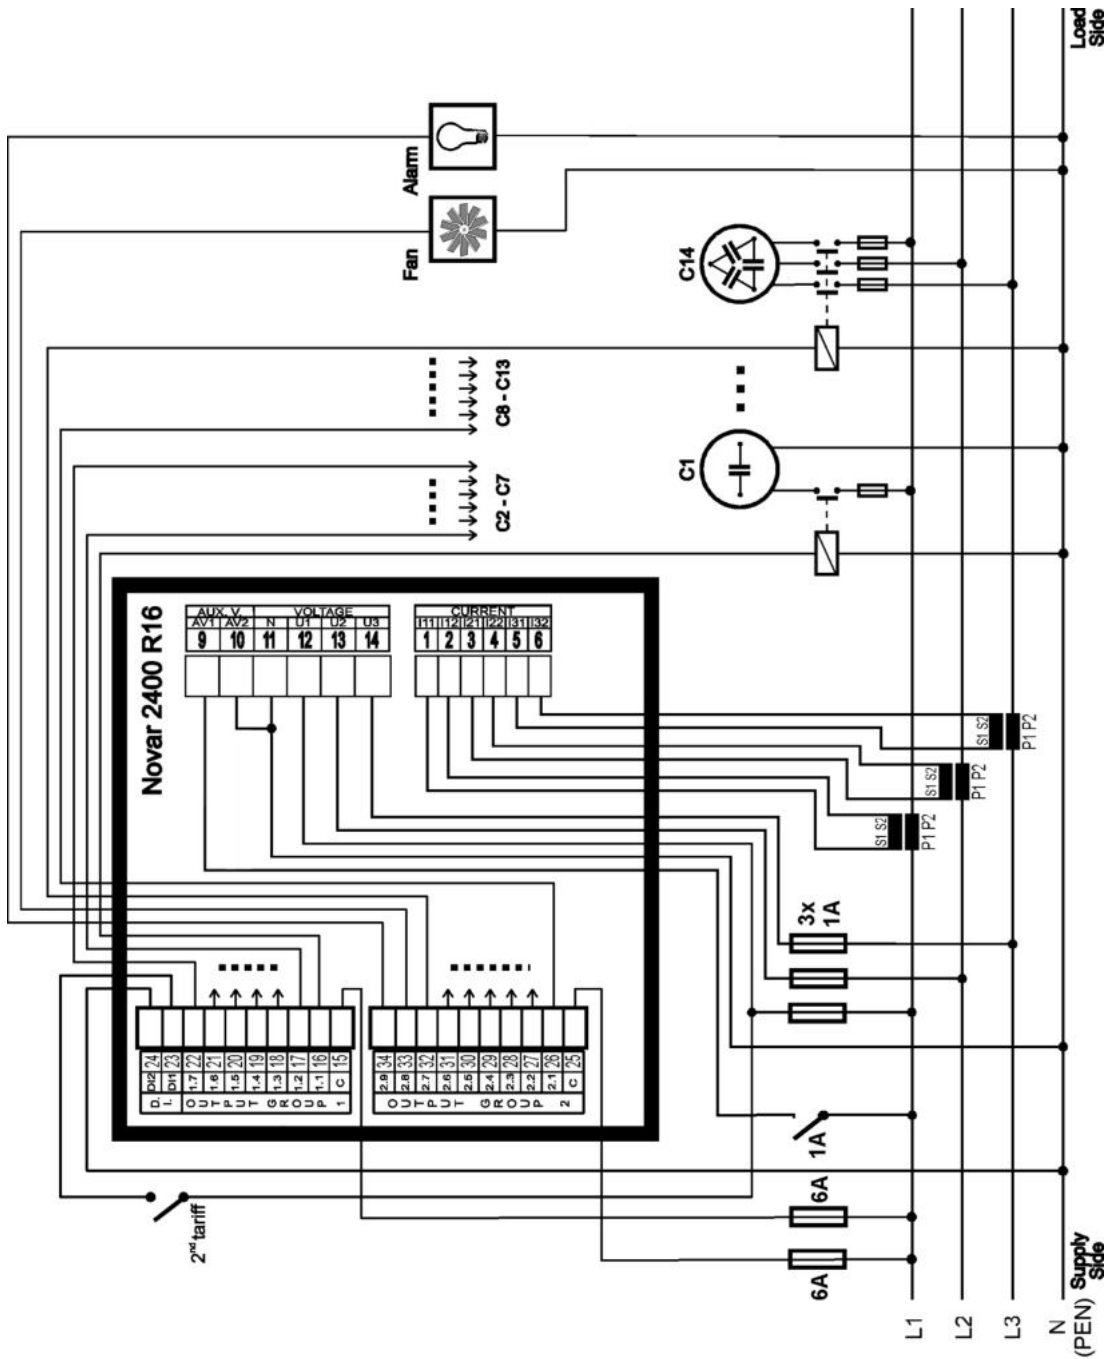 Load
Side
Alarm
Fan
C14
C8 - C13
C1
C2 - C7
Novar 2400 R16
AUX. V. VOLTAGE
AV1 AV2 N U1 U2 U3
9 10 11 12 13 14
CURRENT
I11 I12 I21 I22 I31 I32
1 2 3 4 5 6
S1 S2
P1 P2
S1 S2
P1 P2
S1 S2
P1 P2
3x
1A
D. DI2 24
I. DI1 23
OUTPUT GROUP 1
1.7 22
1.6 21
1.5 20
1.4 19
1.3 18
1.2 17
1.1 16
C 15
OUTPUT GROUP 2
2.9 34
2.8 33
2.7 32
2.6 31
2.5 30
2.4 29
2.3 28
2.2 27
2.1 26
C 25
1A
6A
6A
2nd tariff
L1
L2
L3
N
(PEN)
Supply
Side